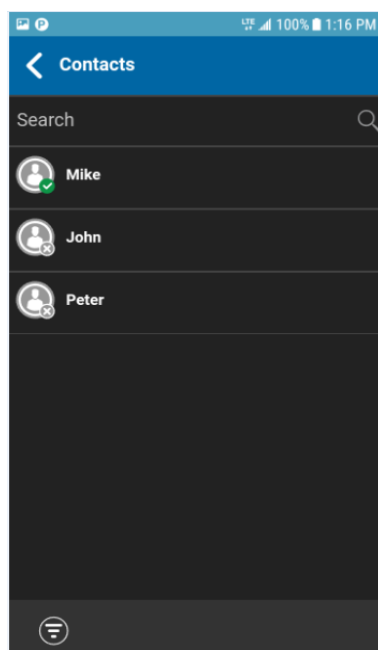 P LTE 100% 1:16 PM
Contacts
Search
Mike
John
Peter